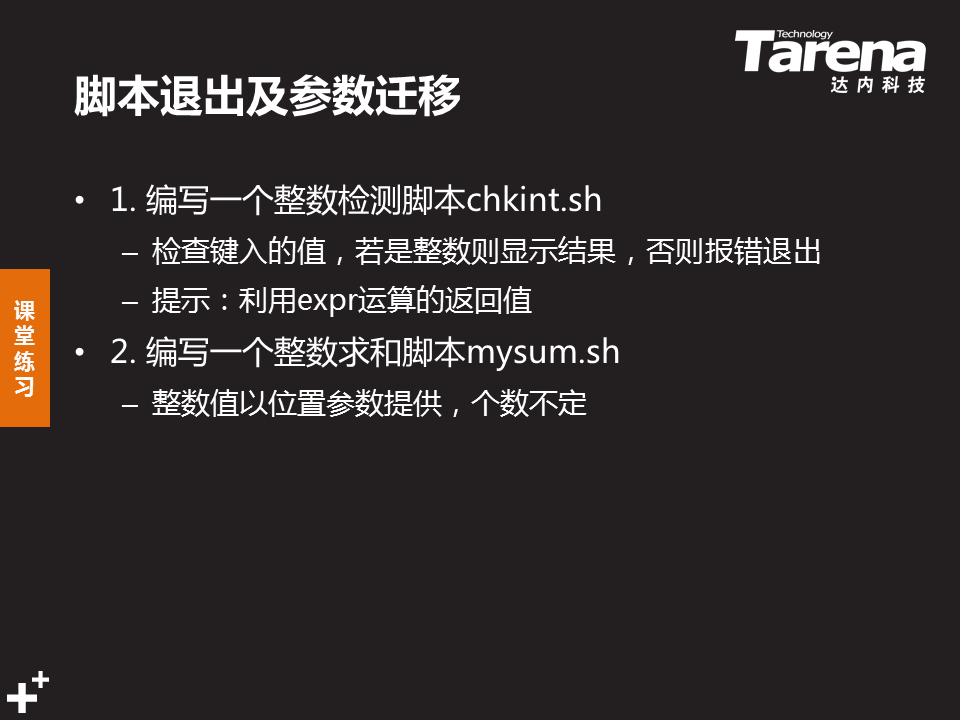 Technology
Tarena
达内科技
脚本退出及参数迁移
• 1. 编写一个整数检测脚本chkint.sh
– 检查键入的值，若是整数则显示结果，否则报错退出
– 提示：利用expr运算的返回值
• 2. 编写一个整数求和脚本mysum.sh
– 整数值以位置参数提供，个数不定
课堂练习